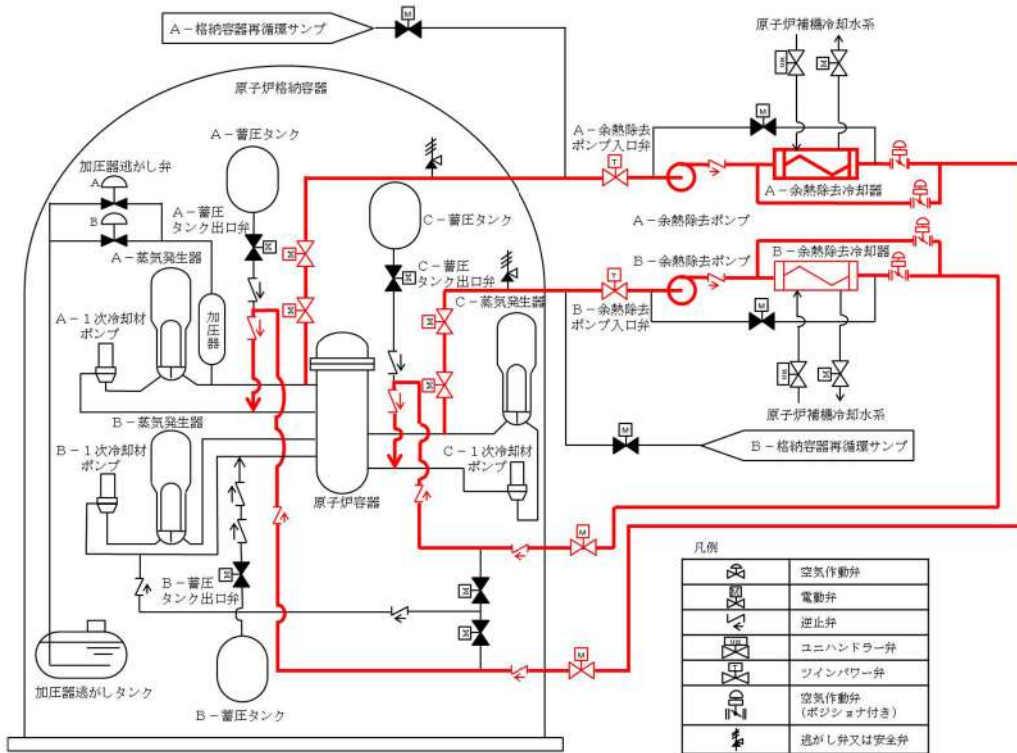 A－格納容器再循環サンプ
M
原子炉補機冷却水系
原子炉格納容器
A－蓄圧タンク
A－余熱除去
ポンプ入口弁
M
加圧器逃がし弁
A
B
T
A－余熱除去冷却器
A－蓄圧
タンク出口弁
C－蓄圧タンク
A－余熱除去ポンプ
B－余熱除去ポンプ
B－余熱除去冷却器
A－蒸気発生器
C－蓄圧
タンク出口弁
C－蒸気発生器
T
B－余熱除去
ポンプ入口弁
M
A－1次冷却材
ポンプ
加圧器
原子炉補機冷却水系
B－蒸気発生器
M
B－格納容器再循環サンプ
B－1次冷却材
ポンプ
C－1次冷却材
ポンプ
原子炉容器
M
B－蓄圧
タンク出口弁
M
加圧器逃がしタンク
B－蓄圧タンク
凡例
空気作動弁
M
電動弁
逆止弁
ユニハンドラー弁
ツインパワー弁
空気作動弁
(ポジショナ付き)
逃がし弁又は安全弁